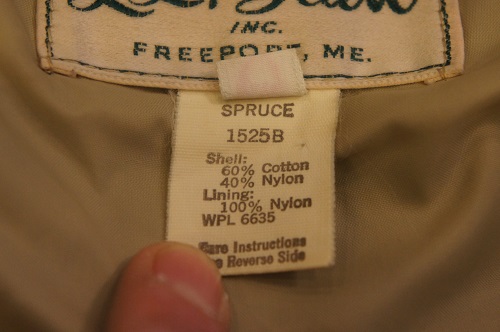 INC.
FREEPORT, ME.
SPRUCE
1525B
Shell:
60% Cotton
40% Nylon
Lining:
100% Nylon
WPL 6635
Care Instructions
Reverse Side